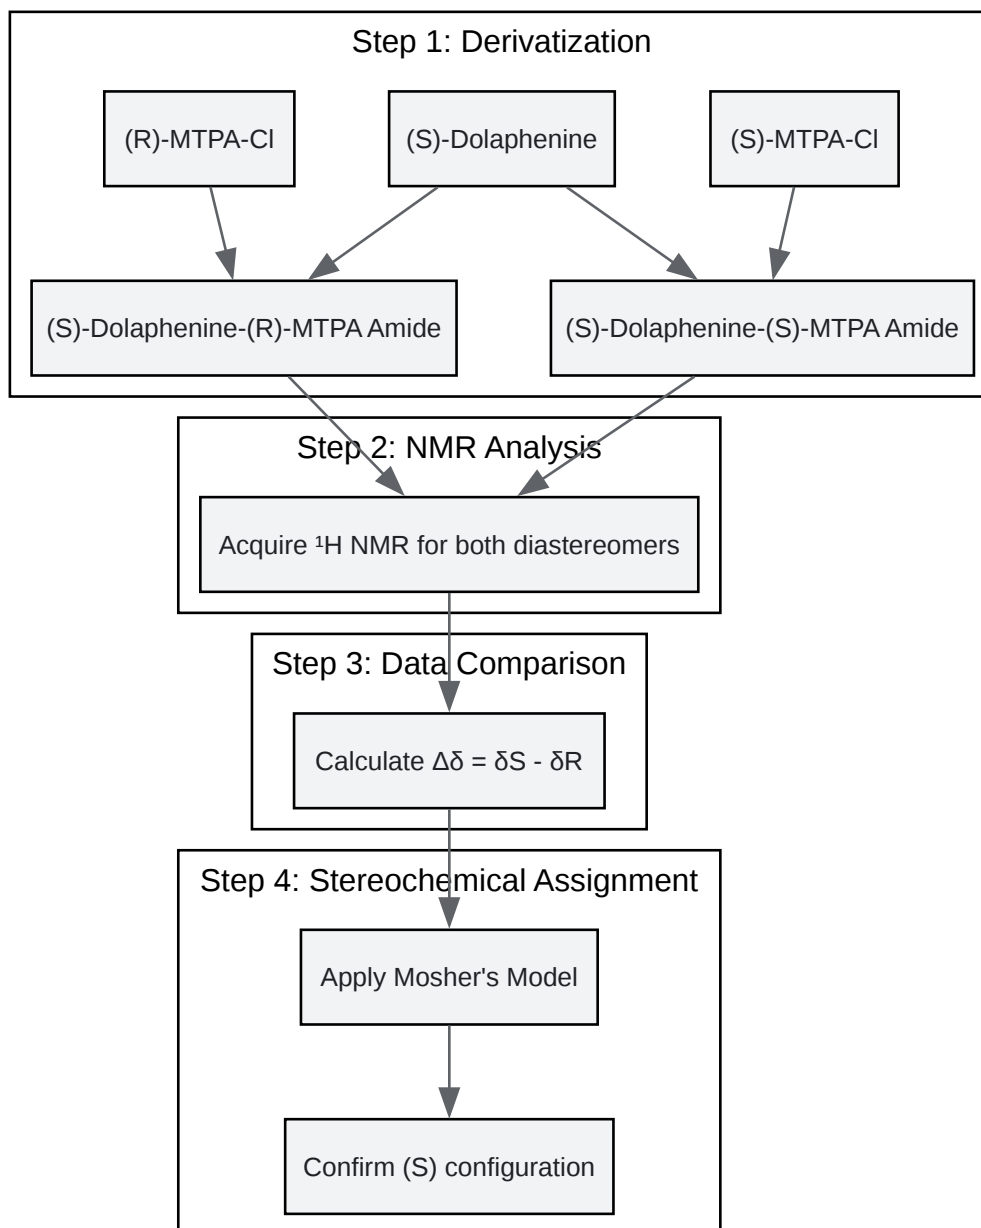 Step 1: Derivatization
(R)-MTPA-Cl
(S)-Dolaphenine
(S)-MTPA-Cl
(S)-Dolaphenine-(R)-MTPA Amide
(S)-Dolaphenine-(S)-MTPA Amide
Step 2: NMR Analysis
Acquire ¹H NMR for both diastereomers
Step 3: Data Comparison
Calculate Δδ = δS - δR
Step 4: Stereochemical Assignment
Apply Mosher's Model
Confirm (S) configuration